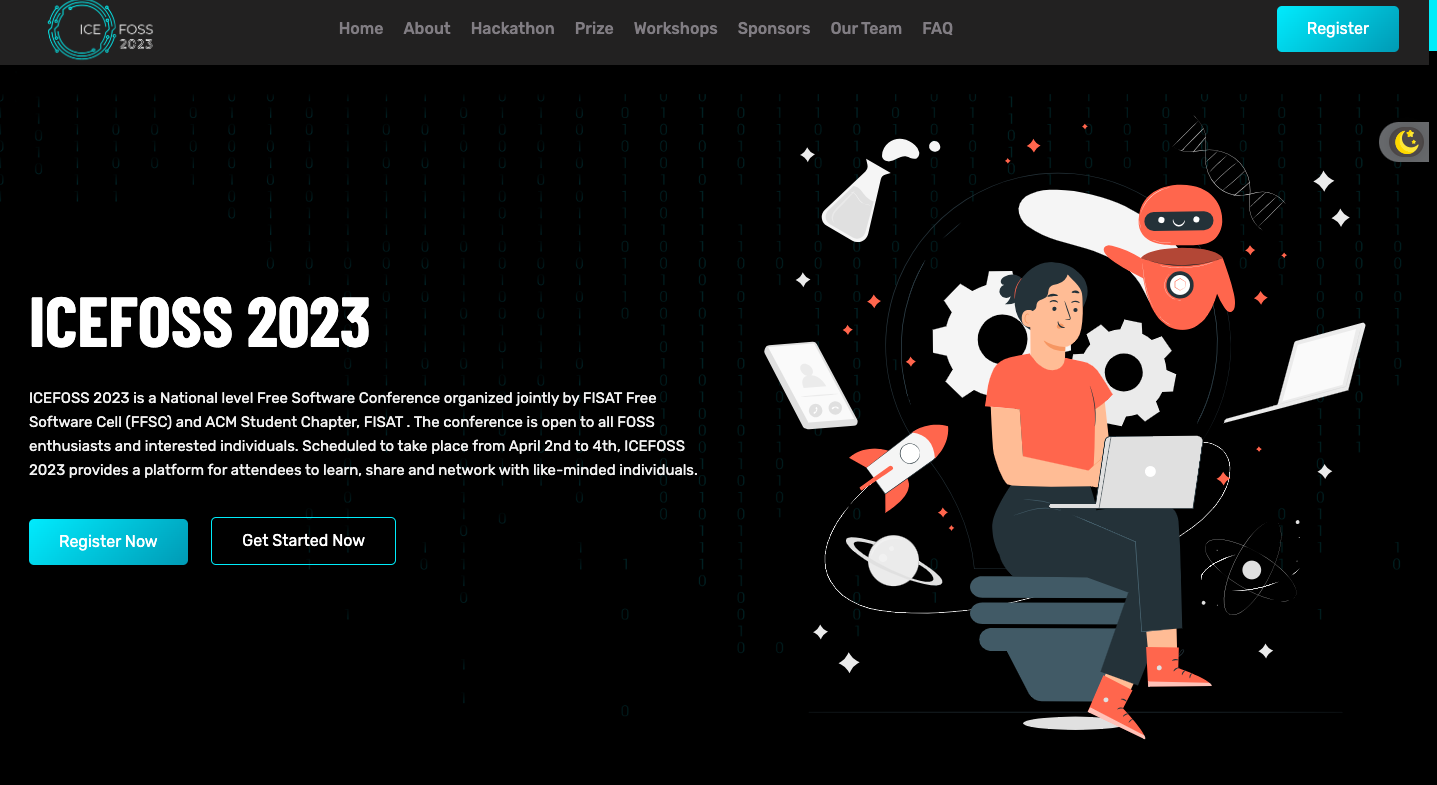 ICE FOSS
2023
Home About Hackathon Prize Workshops Sponsors Our Team FAQ
Register
ICEFOSS 2023
ICEFOSS 2023 is a National level Free Software Conference organized jointly by FISAT Free
Software Cell (FFSC) and ACM Student Chapter, FISAT . The conference is open to all FOSS
enthusiasts and interested individuals. Scheduled to take place from April 2nd to 4th, ICEFOSS
2023 provides a platform for attendees to learn, share and network with like-minded individuals.
Register Now Get Started Now